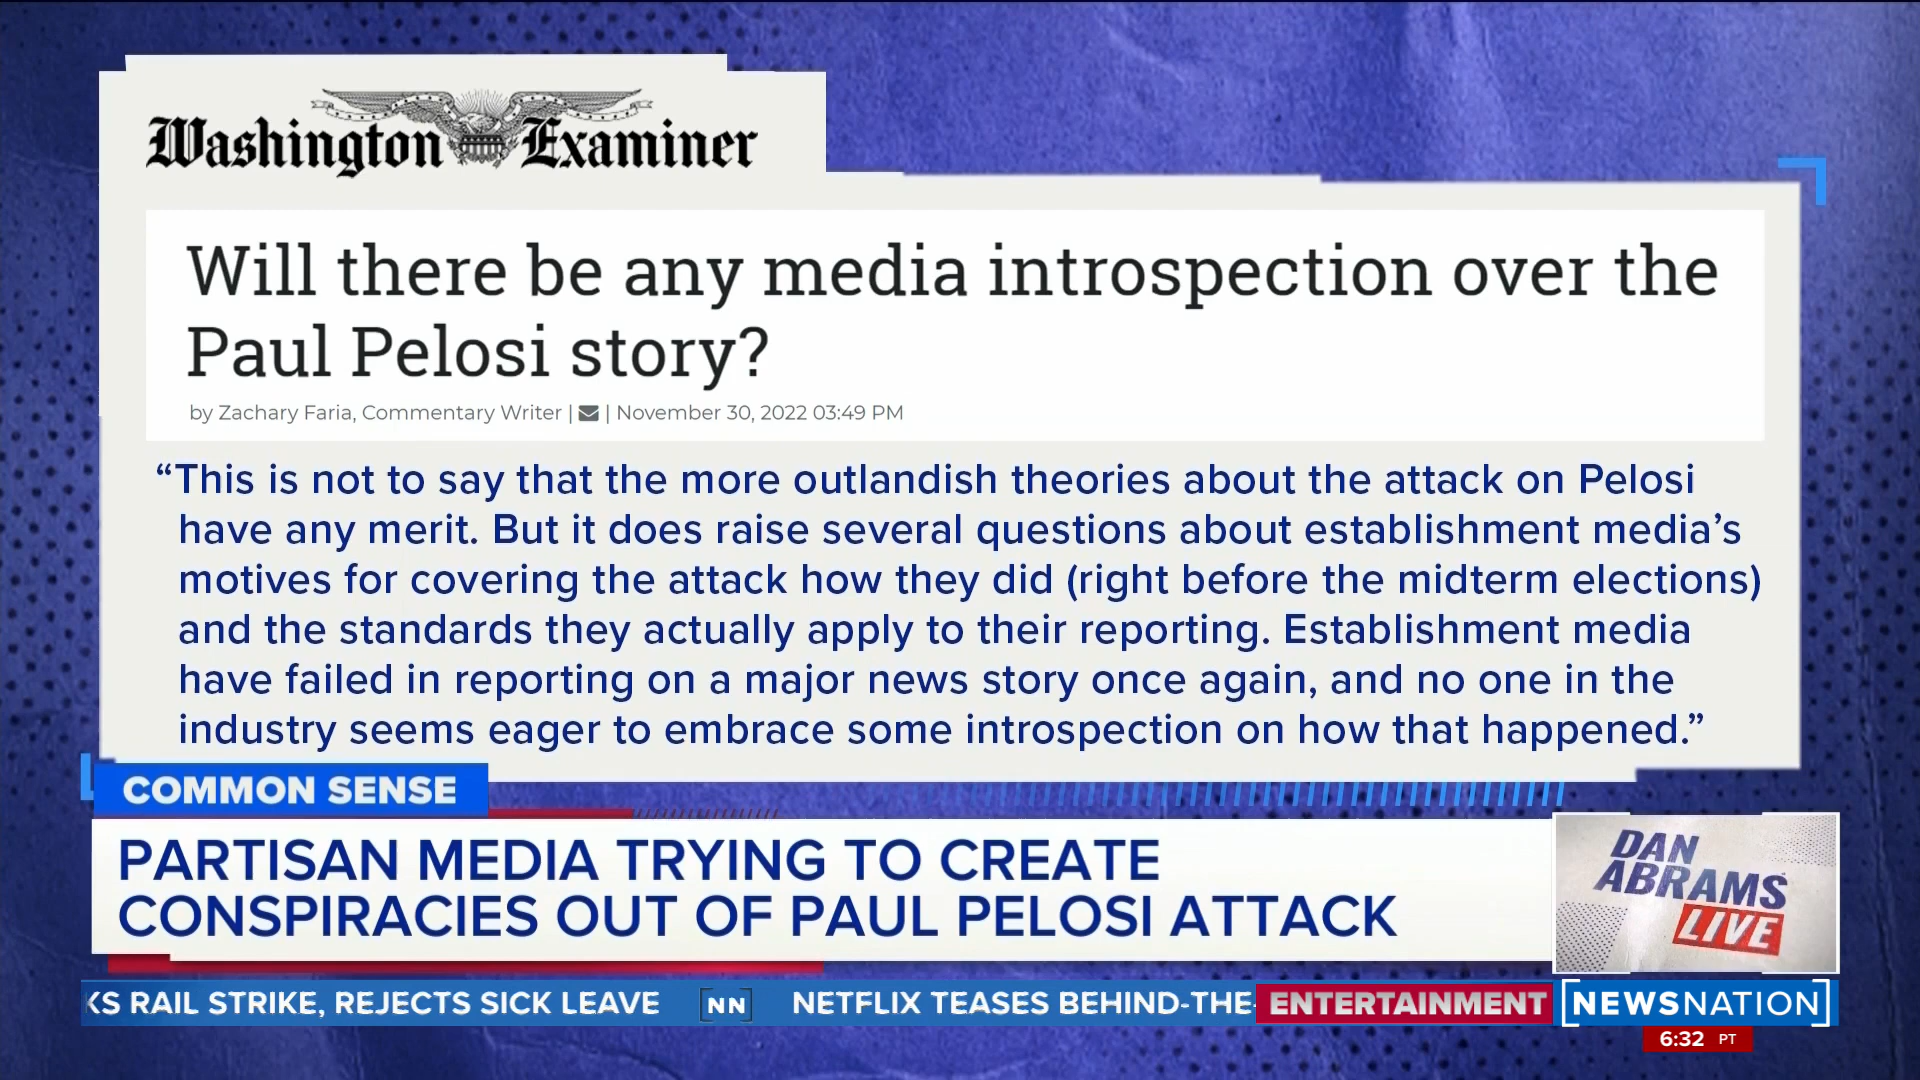 Washington Examiner
Will there be any media introspection over the
Paul Pelosi story?
by Zachary Faria, Commentary Writer | | November 30, 2022 03:49 PM
“This is not to say that the more outlandish theories about the attack on Pelosi
have any merit. But it does raise several questions about establishment media’s
motives for covering the attack how they did (right before the midterm elections)
and the standards they actually apply to their reporting. Establishment media
have failed in reporting on a major news story once again, and no one in the
industry seems eager to embrace some introspection on how that happened.”
COMMON SENSE
PARTISAN MEDIA TRYING TO CREATE
CONSPIRACIES OUT OF PAUL PELOSI ATTACK
DAN
ABRAMS
LIVE
KS RAIL STRIKE, REJECTS SICK LEAVE [NN] NETFLIX TEASES BEHIND-THE- ENTERTAINMENT [NEWSNATION]
6:32 PT